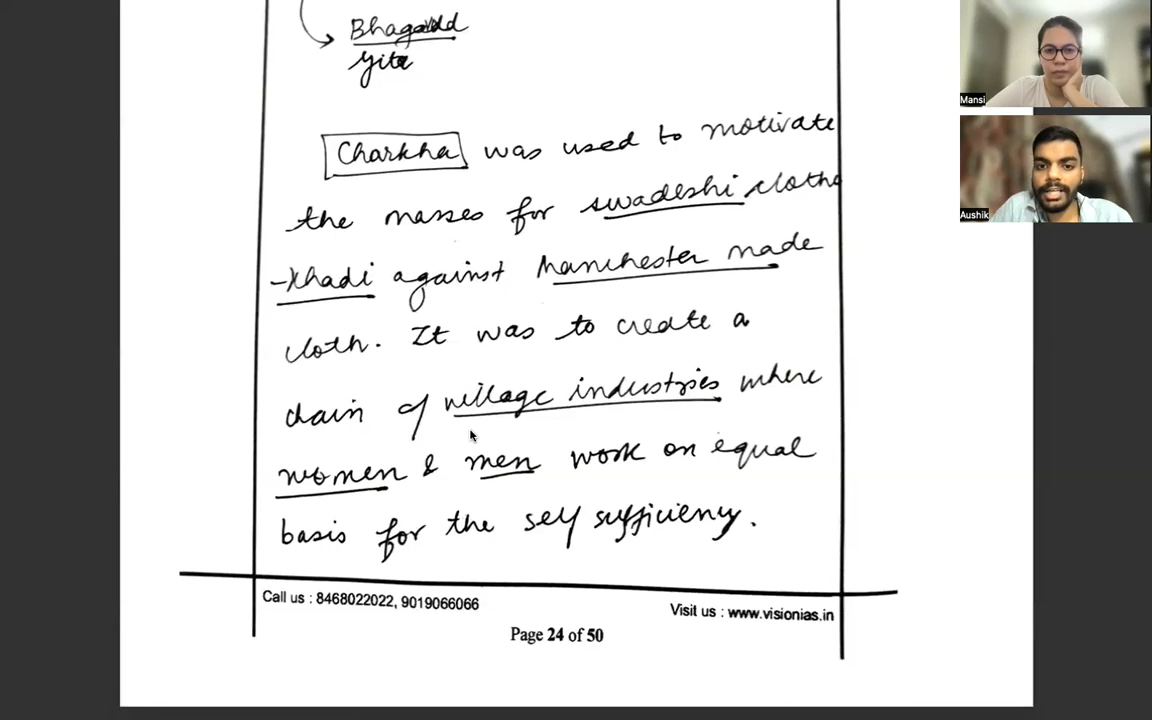 Bhagavad
Gita
Charkha was used to motivate
the masses for swadeshi cloth
-Khadi against Manchester made
cloth. It was to create a
chain of village industries where
women & men work on equal
basis for the self sufficiency.
Call us : 8468022022, 9019066066
Visit us : www.visionias.in
Page 24 of 50
Mansi
Aushik